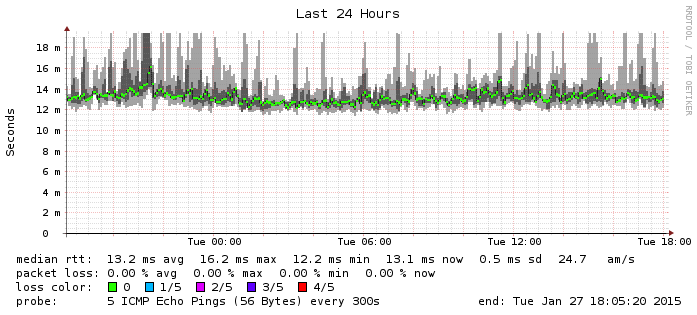 Last 24 Hours
RRDTOOL / TOBI OETIKER
Seconds
18 m
16 m
14 m
12 m
10 m
8 m
6 m
4 m
2 m
0
Tue 00:00 Tue 06:00 Tue 12:00 Tue 18:00
median rtt: 13.2 ms avg 16.2 ms max 12.2 ms min 13.1 ms now 0.5 ms sd 24.7 am/s
packet loss: 0.00 % avg 0.00 % max 0.00 % min 0.00 % now
loss color: 0 1/5 2/5 3/5 4/5
probe: 5 ICMP Echo Pings (56 Bytes) every 300s end: Tue Jan 27 18:05:20 2015